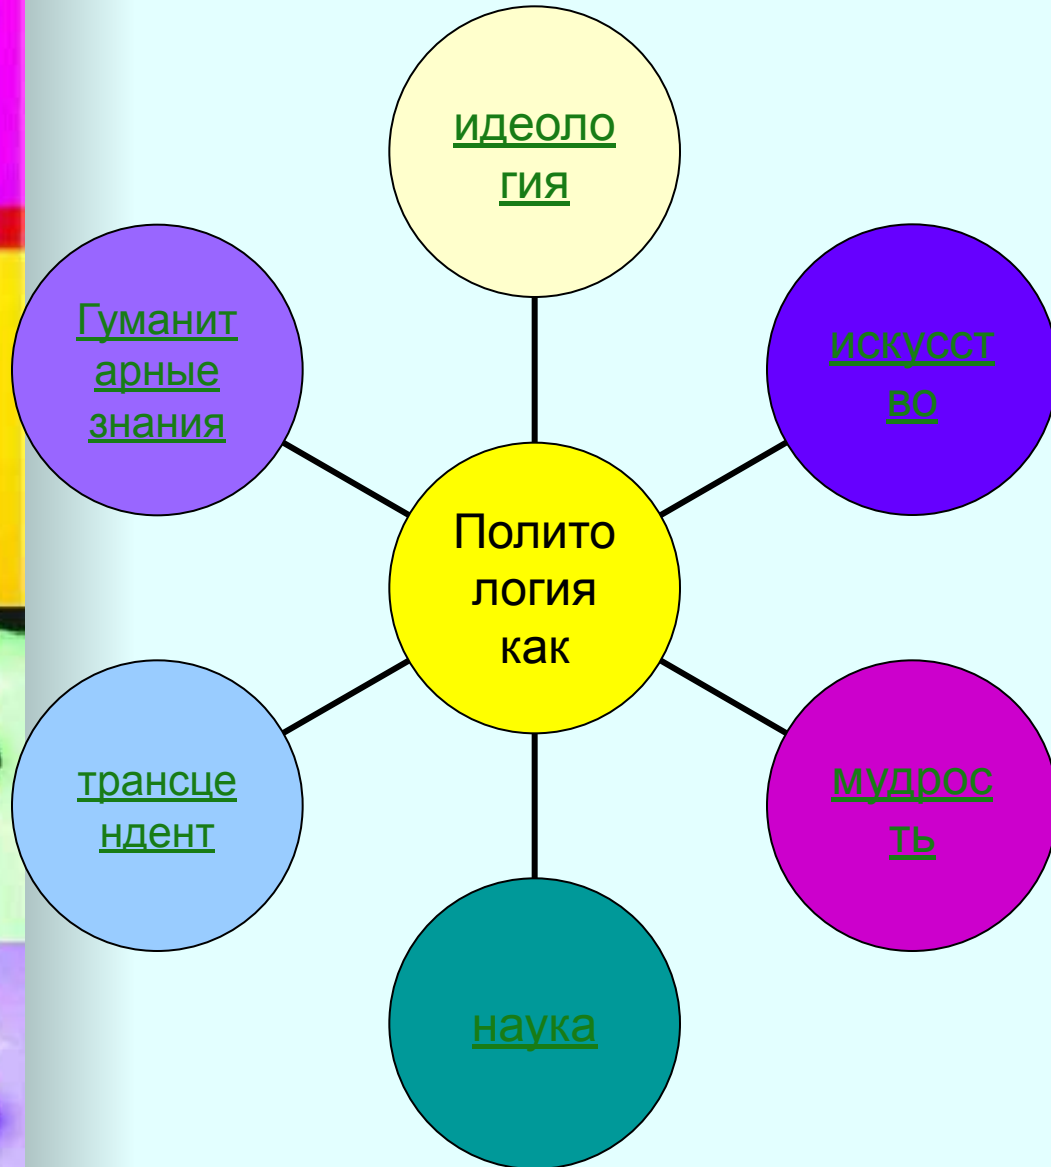 идеоло
гия
Гуманит
арные
знания
искусст
во
Полито
логия
как
трансце
ндент
мудрос
ть
наука